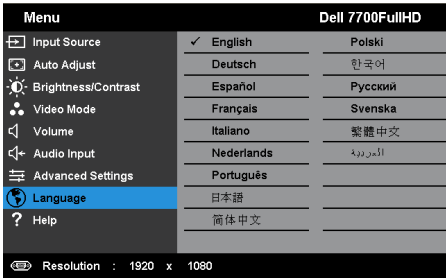 Menu Dell 7700FullHD
Input Source
Auto Adjust
Brightness/Contrast
Video Mode
Volume
Audio Input
Advanced Settings
Language
Help
✓ English
Deutsch
Español
Français
Italiano
Nederlands
Português
日本語
简体中文
Polski
한국어
Русский
Svenska
繁體中文
Resolution : 1920 x 1080